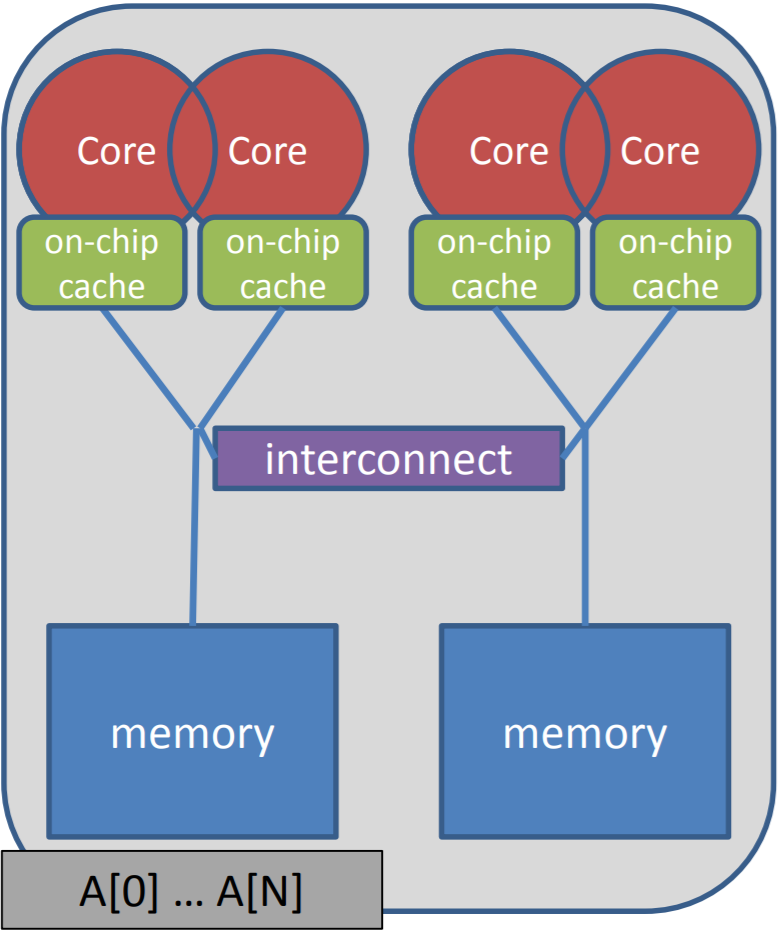 Core
Core
Core
Core
on-chip
cache
on-chip
cache
on-chip
cache
on-chip
cache
interconnect
memory
memory
A[0] ... A[N]